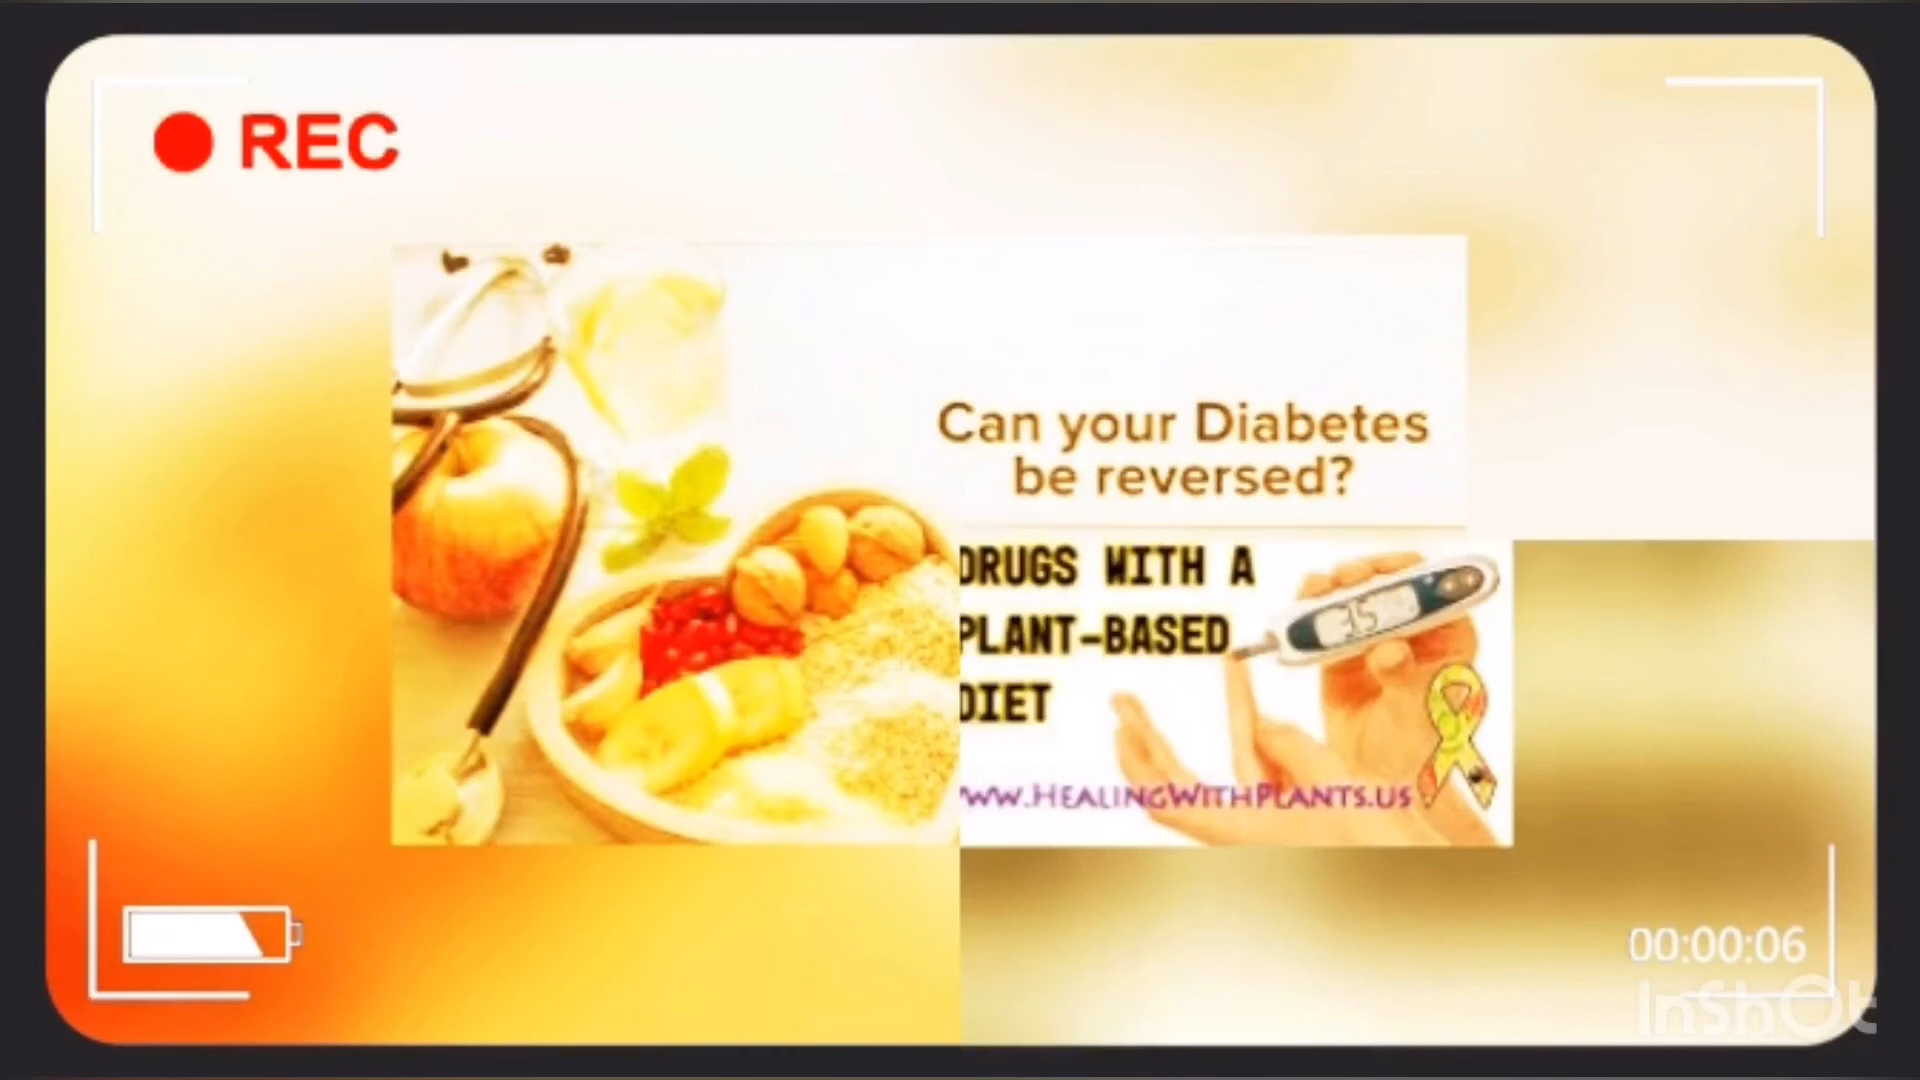 REC
Can your Diabetes
be reversed?
DRUGS WITH A
PLANT-BASED
DIET
WWW.HEALINGWITHPLANTS.US
00:00:06
InShOt